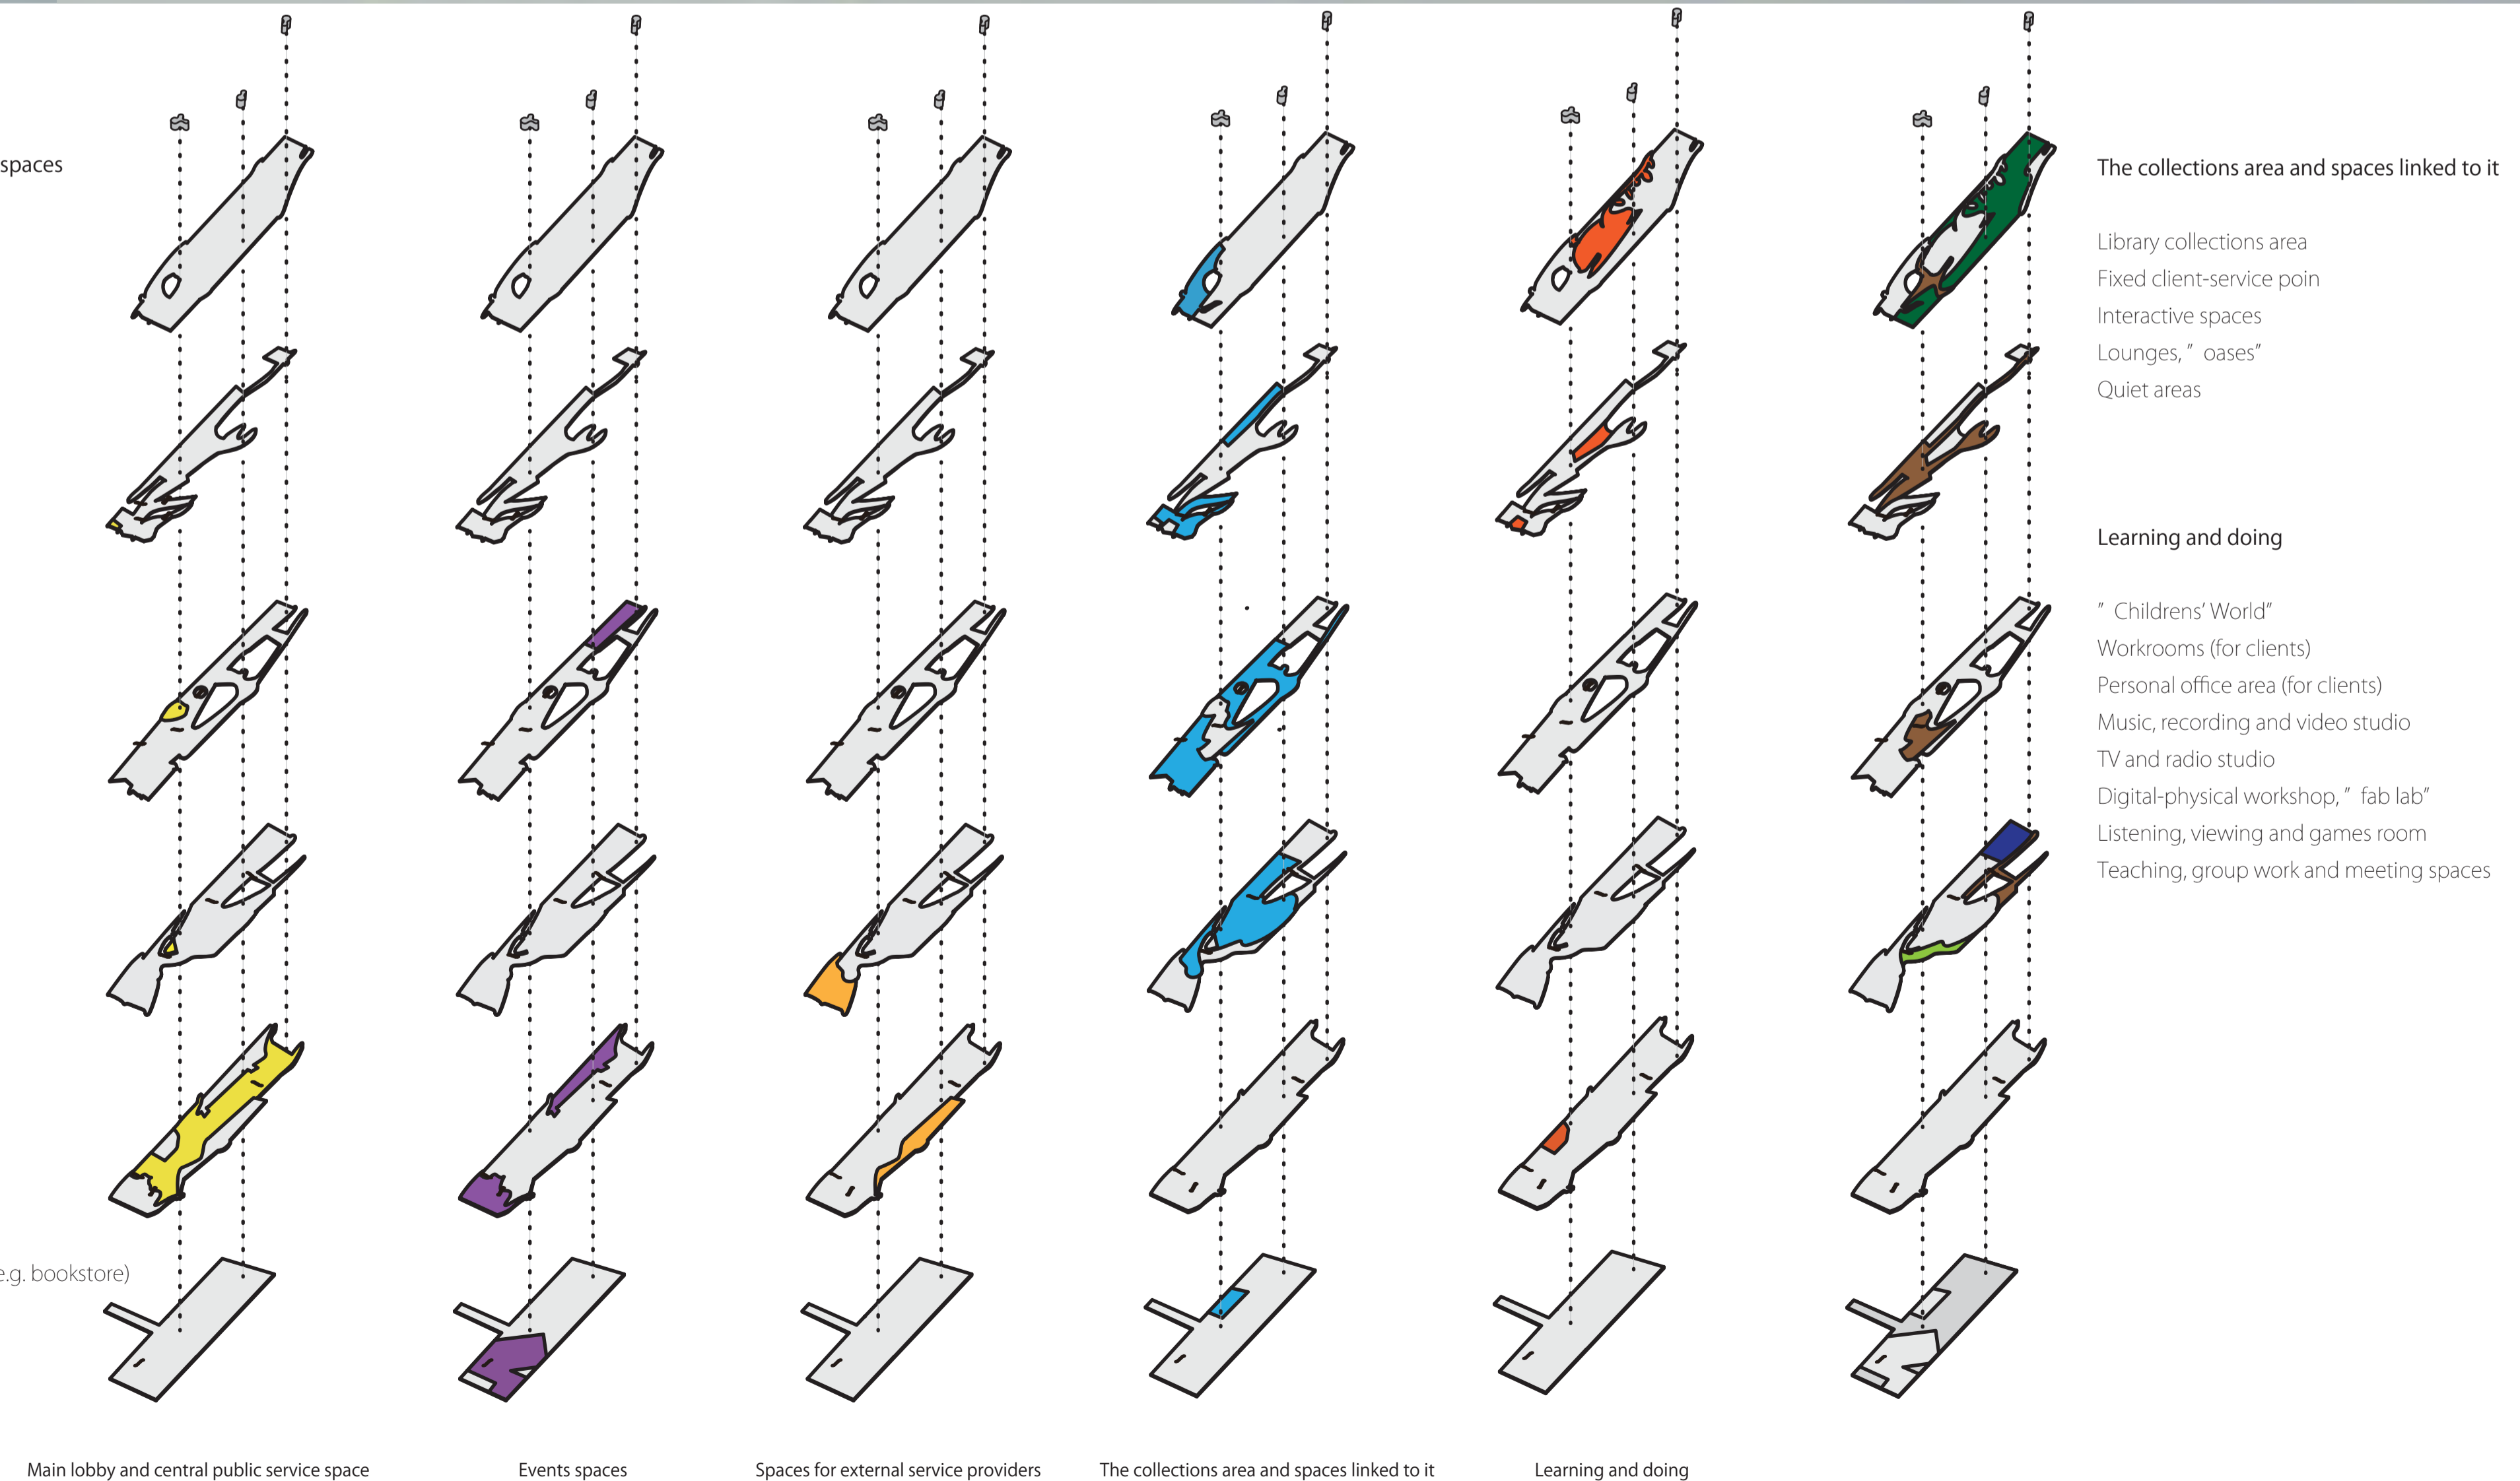 spaces
The collections area and spaces linked to it
Library collections area
Fixed client-service poin
Interactive spaces
Lounges, ” oases”
Quiet areas
Learning and doing
” Childrens’ World”
Workrooms (for clients)
Personal office area (for clients)
Music, recording and video studio
TV and radio studio
Digital-physical workshop, ” fab lab”
Listening, viewing and games room
Teaching, group work and meeting spaces
e.g. bookstore)
Main lobby and central public service space
Events spaces
Spaces for external service providers
The collections area and spaces linked to it
Learning and doing